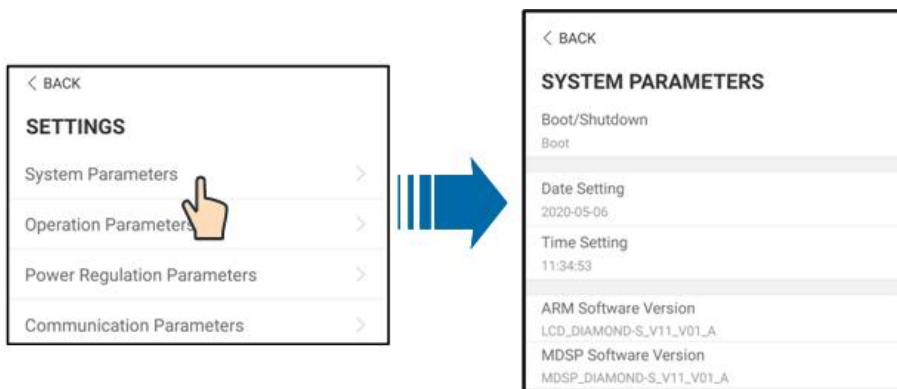 < BACK
SETTINGS
System Parameters
Operation Parameters
Power Regulation Parameters
Communication Parameters
< BACK
SYSTEM PARAMETERS
Boot/Shutdown
Boot
Date Setting
2020-05-06
Time Setting
11:34:53
ARM Software Version
LCD_DIAMOND-S_V11_V01_A
MDSP Software Version
MDSP_DIAMOND-S_V11_V01_A